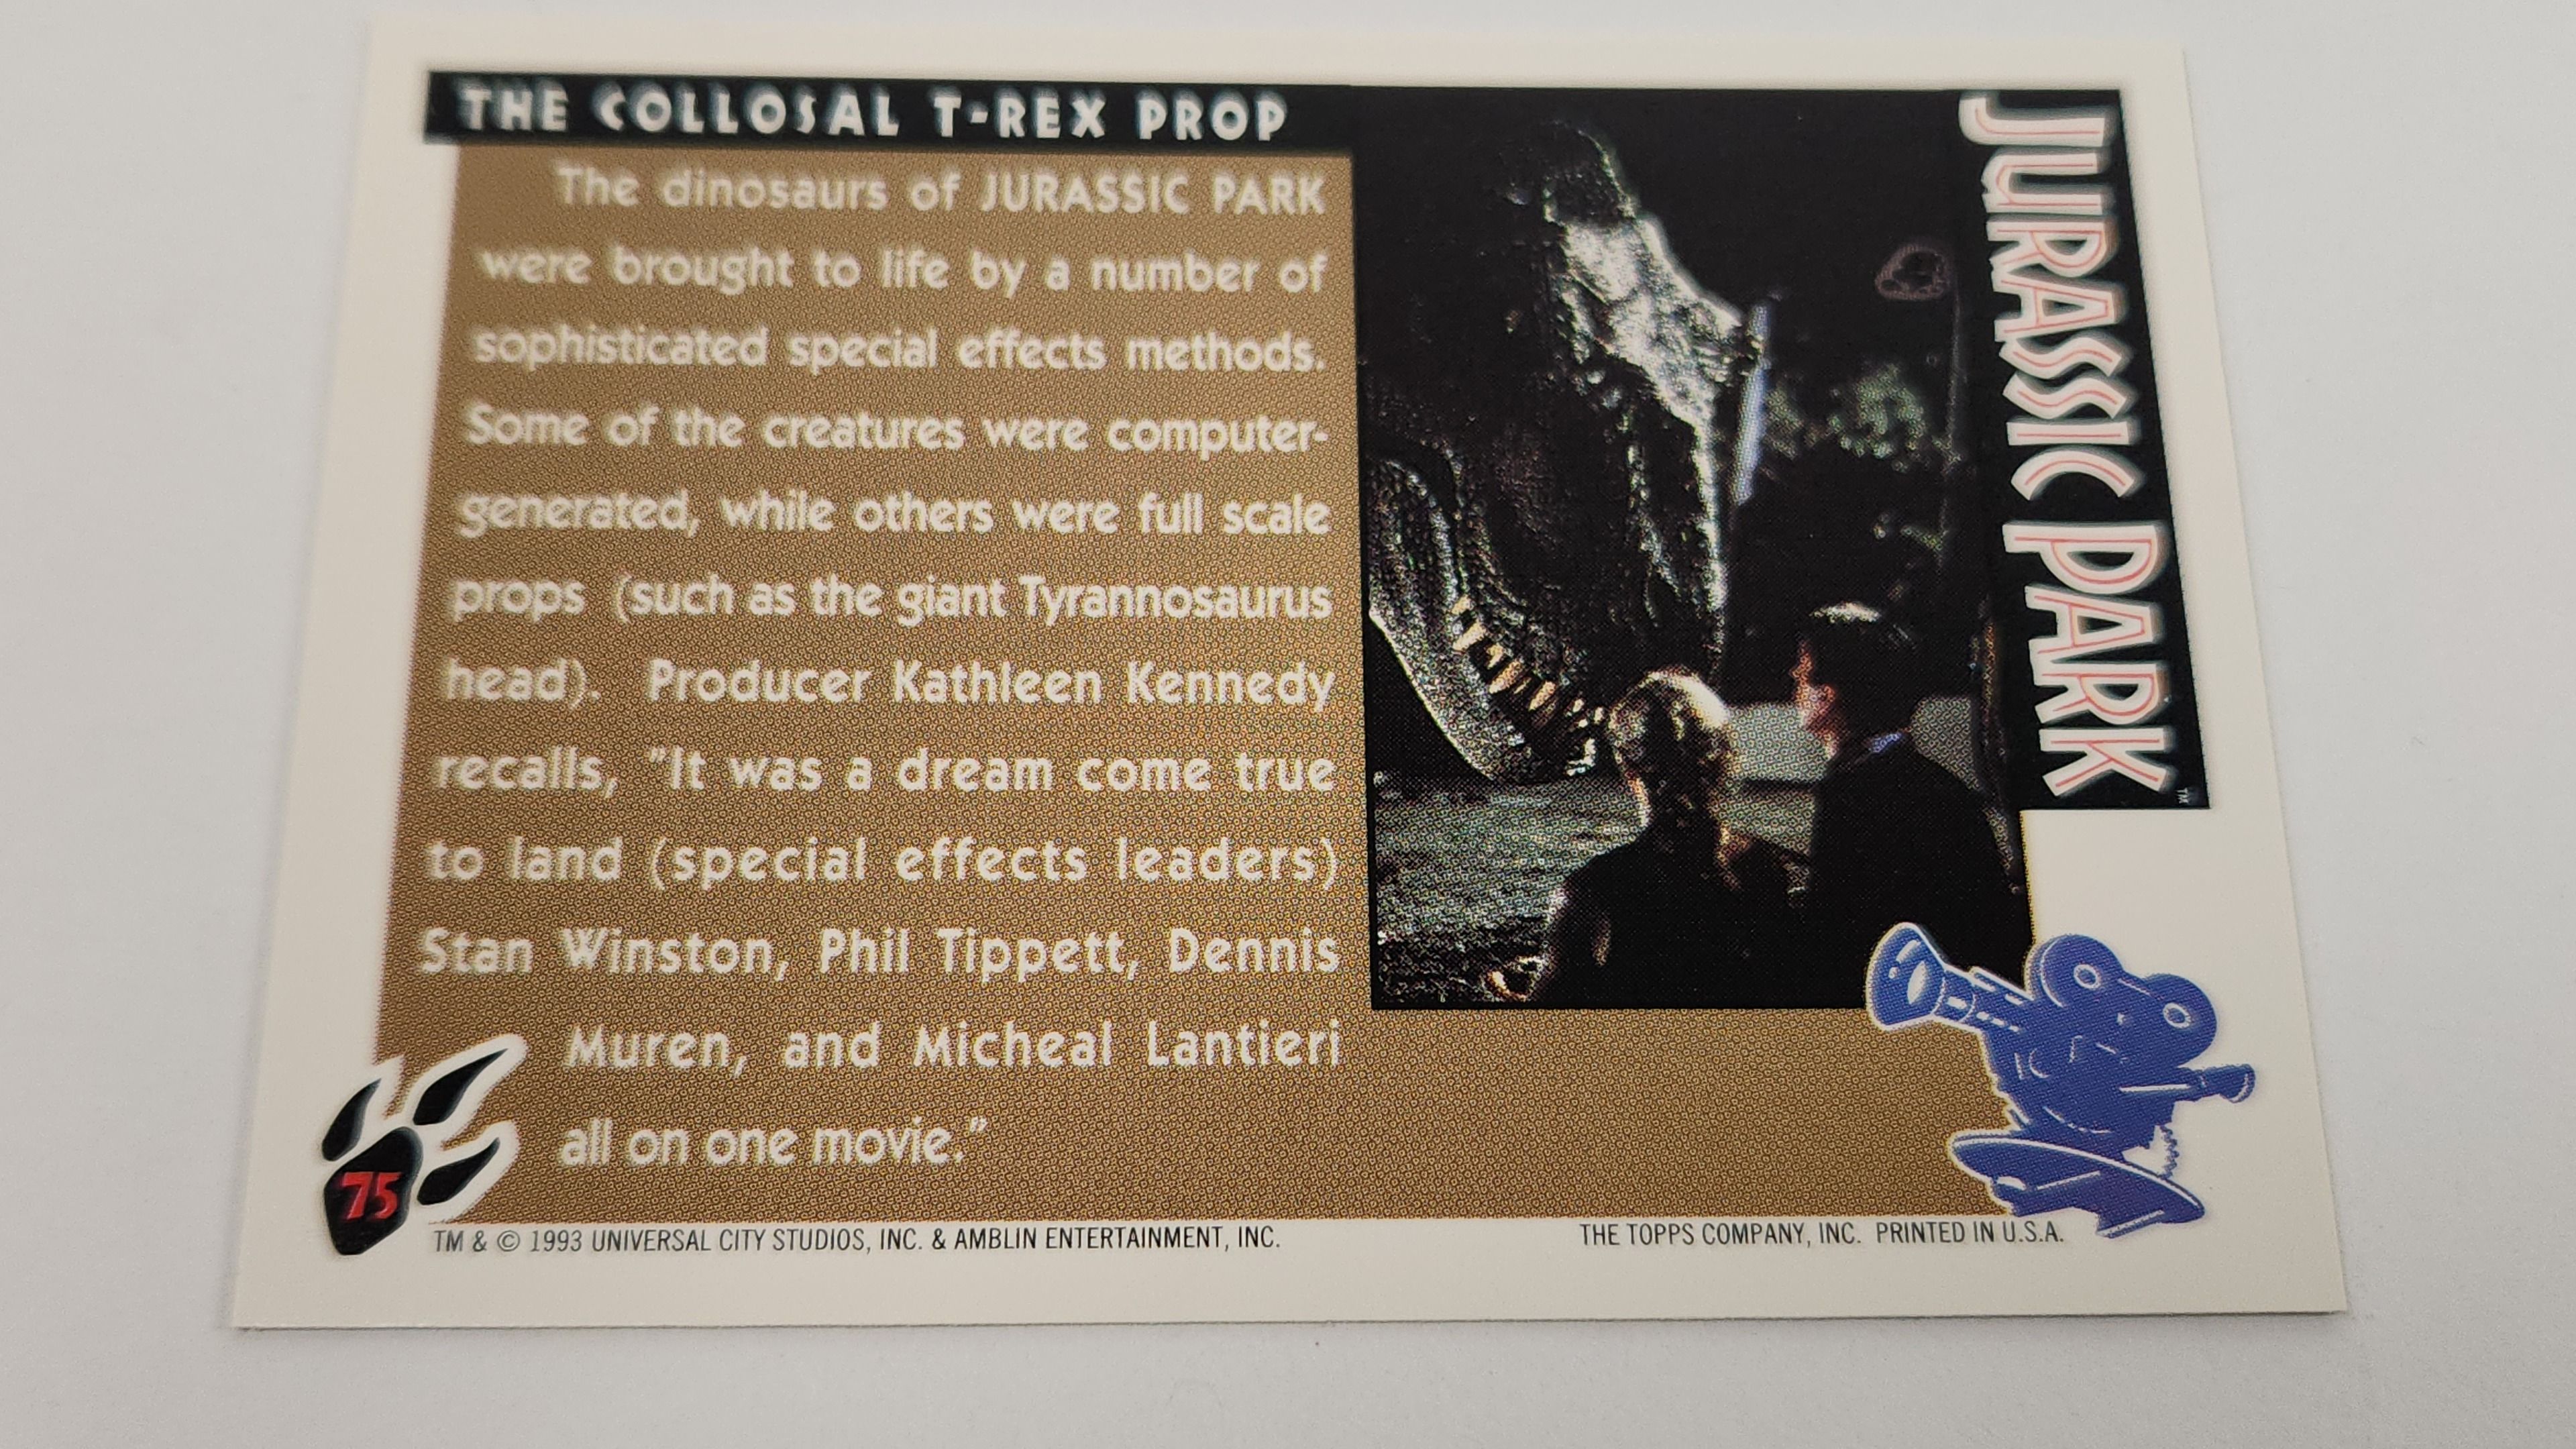 THE COLLOSAL T-REX PROP
The dinosaurs of JURASSIC PARK
were brought to life by a number of
sophisticated special effects methods.
Some of the creatures were computer-
generated, while others were full scale
props (such as the giant Tyrannosaurus
head). Producer Kathleen Kennedy
recalls, "It was a dream come true
to land (special effects leaders)
Stan Winston, Phil Tippett, Dennis
Muren, and Micheal Lantieri
all on one movie."
JURASSIC PARK™
75
TM & © 1993 UNIVERSAL CITY STUDIOS, INC. & AMBLIN ENTERTAINMENT, INC.
THE TOPPS COMPANY, INC. PRINTED IN U.S.A.